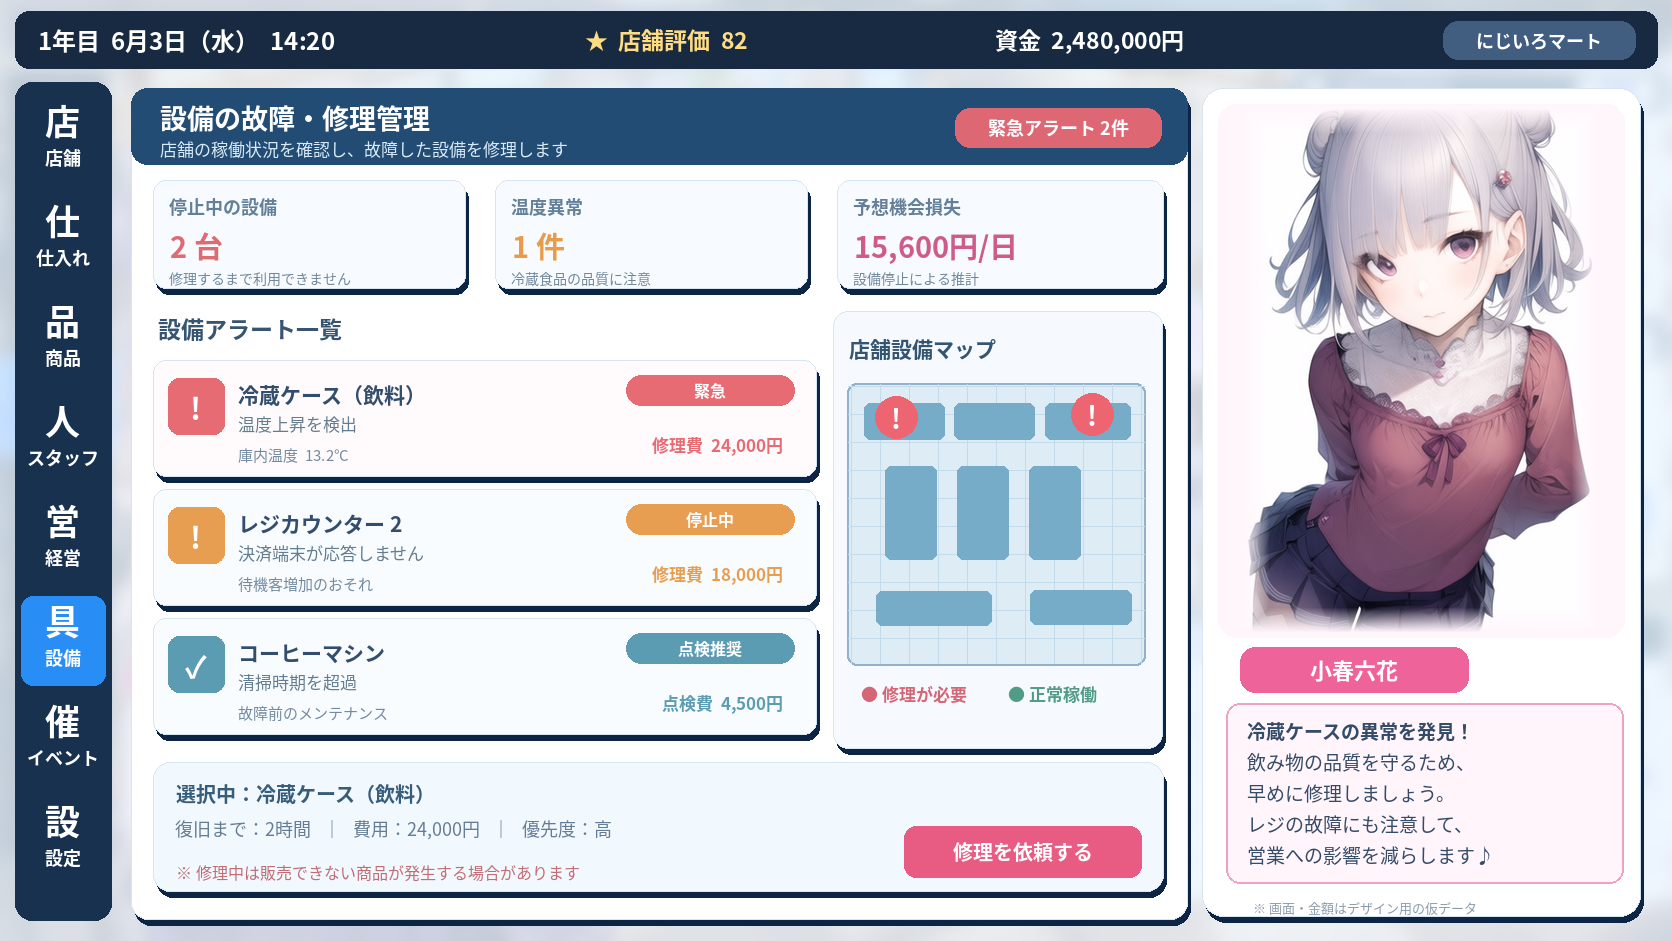 1年目 6月3日（水） 14:20
★ 店舗評価 82
資金 2,480,000円
にじいろマート
店
店舗
仕
仕入れ
品
商品
人
スタッフ
営
経営
具
設備
催
イベント
設
設定
設備の故障・修理管理
店舗の稼働状況を確認し、故障した設備を修理します
緊急アラート 2件
停止中の設備
2 台
修理するまで利用できません
温度異常
1 件
冷蔵食品の品質に注意
予想機会損失
15,600円/日
設備停止による推計
設備アラート一覧
!
冷蔵ケース（飲料）
温度上昇を検出
庫内温度 13.2℃
緊急
修理費 24,000円
!
レジカウンター 2
決済端末が応答しません
待機客増加のおそれ
停止中
修理費 18,000円
✓
コーヒーマシン
清掃時期を超過
故障前のメンテナンス
点検推奨
点検費 4,500円
店舗設備マップ
!
!
● 修理が必要
● 正常稼働
選択中：冷蔵ケース（飲料）
復旧まで：2時間 ｜ 費用：24,000円 ｜ 優先度：高
※ 修理中は販売できない商品が発生する場合があります
修理を依頼する
小春六花
冷蔵ケースの異常を発見！
飲み物の品質を守るため、
早めに修理しましょう。
レジの故障にも注意して、
営業への影響を減らします♪
※ 画面・金額はデザイン用の仮データ